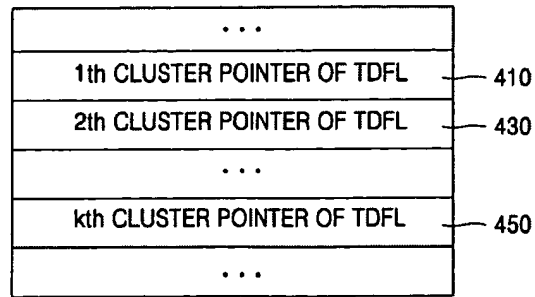 ...
1th CLUSTER POINTER OF TDFL 410
2th CLUSTER POINTER OF TDFL 430
...
kth CLUSTER POINTER OF TDFL 450
...